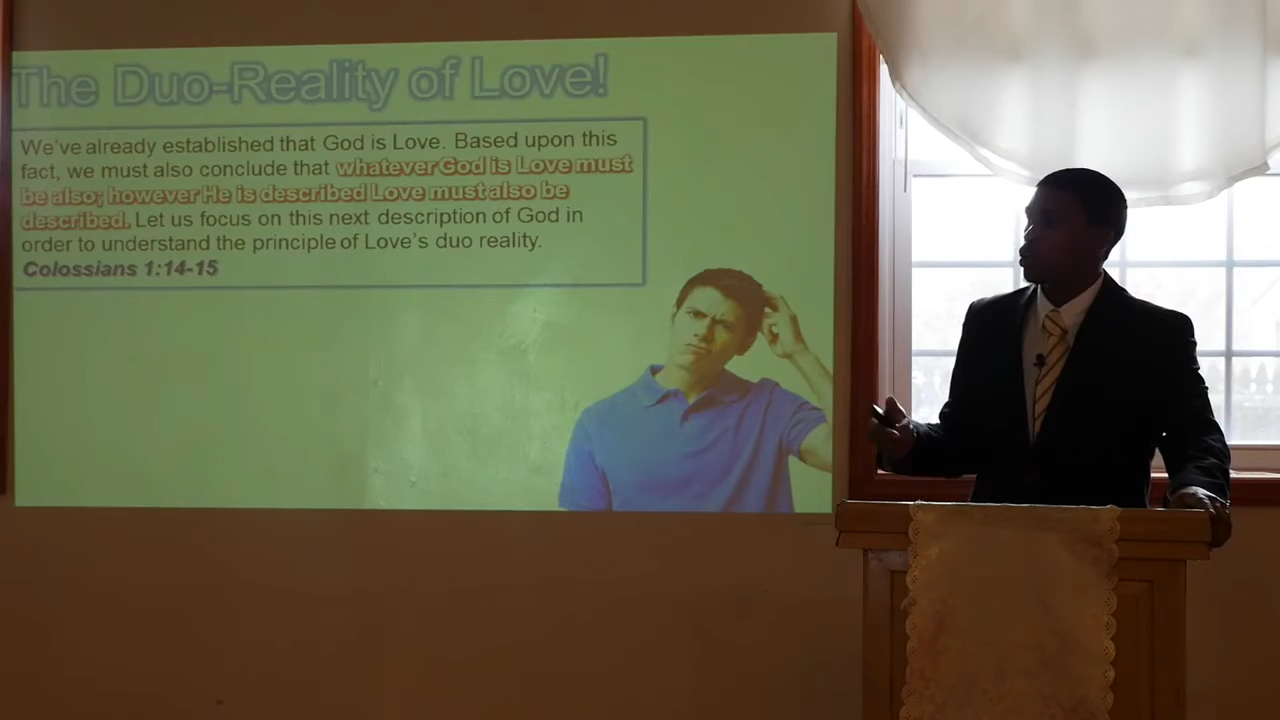 The Duo-Reality of Love!
We've already established that God is Love. Based upon this
fact, we must also conclude that whatever God is Love must
be also; however He is described Love must also be
described. Let us focus on this next description of God in
order to understand the principle of Love's duo reality.
Colossians 1:14-15